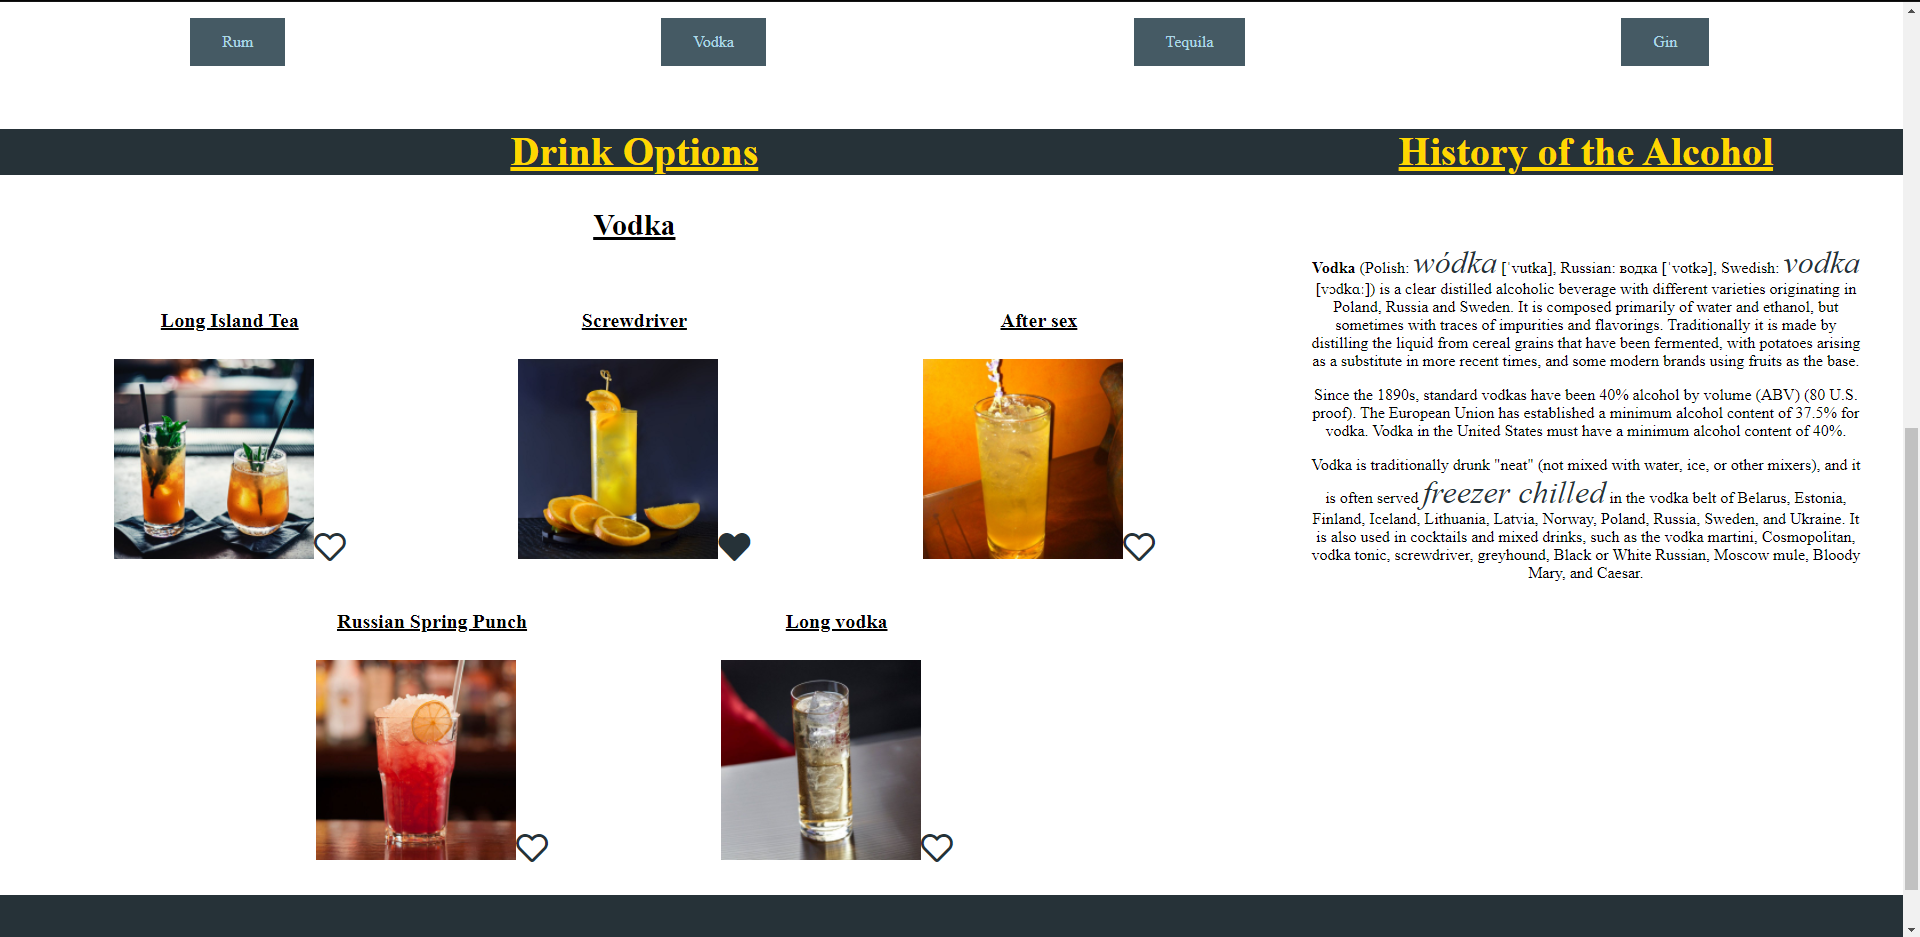 Rum
Vodka
Tequila
Gin
Drink Options
History of the Alcohol
Vodka
Long Island Tea
Screwdriver
After sex
Russian Spring Punch
Long vodka
Vodka (Polish: wódka [ˈvutka], Russian: водка [ˈvotkə], Swedish: vodka
[vɔdkɑː]) is a clear distilled alcoholic beverage with different varieties originating in
Poland, Russia and Sweden. It is composed primarily of water and ethanol, but
sometimes with traces of impurities and flavorings. Traditionally it is made by
distilling the liquid from cereal grains that have been fermented, with potatoes arising
as a substitute in more recent times, and some modern brands using fruits as the base.
Since the 1890s, standard vodkas have been 40% alcohol by volume (ABV) (80 U.S.
proof). The European Union has established a minimum alcohol content of 37.5% for
vodka. Vodka in the United States must have a minimum alcohol content of 40%.
Vodka is traditionally drunk "neat" (not mixed with water, ice, or other mixers), and it
is often served freezer chilled in the vodka belt of Belarus, Estonia,
Finland, Iceland, Lithuania, Latvia, Norway, Poland, Russia, Sweden, and Ukraine. It
is also used in cocktails and mixed drinks, such as the vodka martini, Cosmopolitan,
vodka tonic, screwdriver, greyhound, Black or White Russian, Moscow mule, Bloody
Mary, and Caesar.